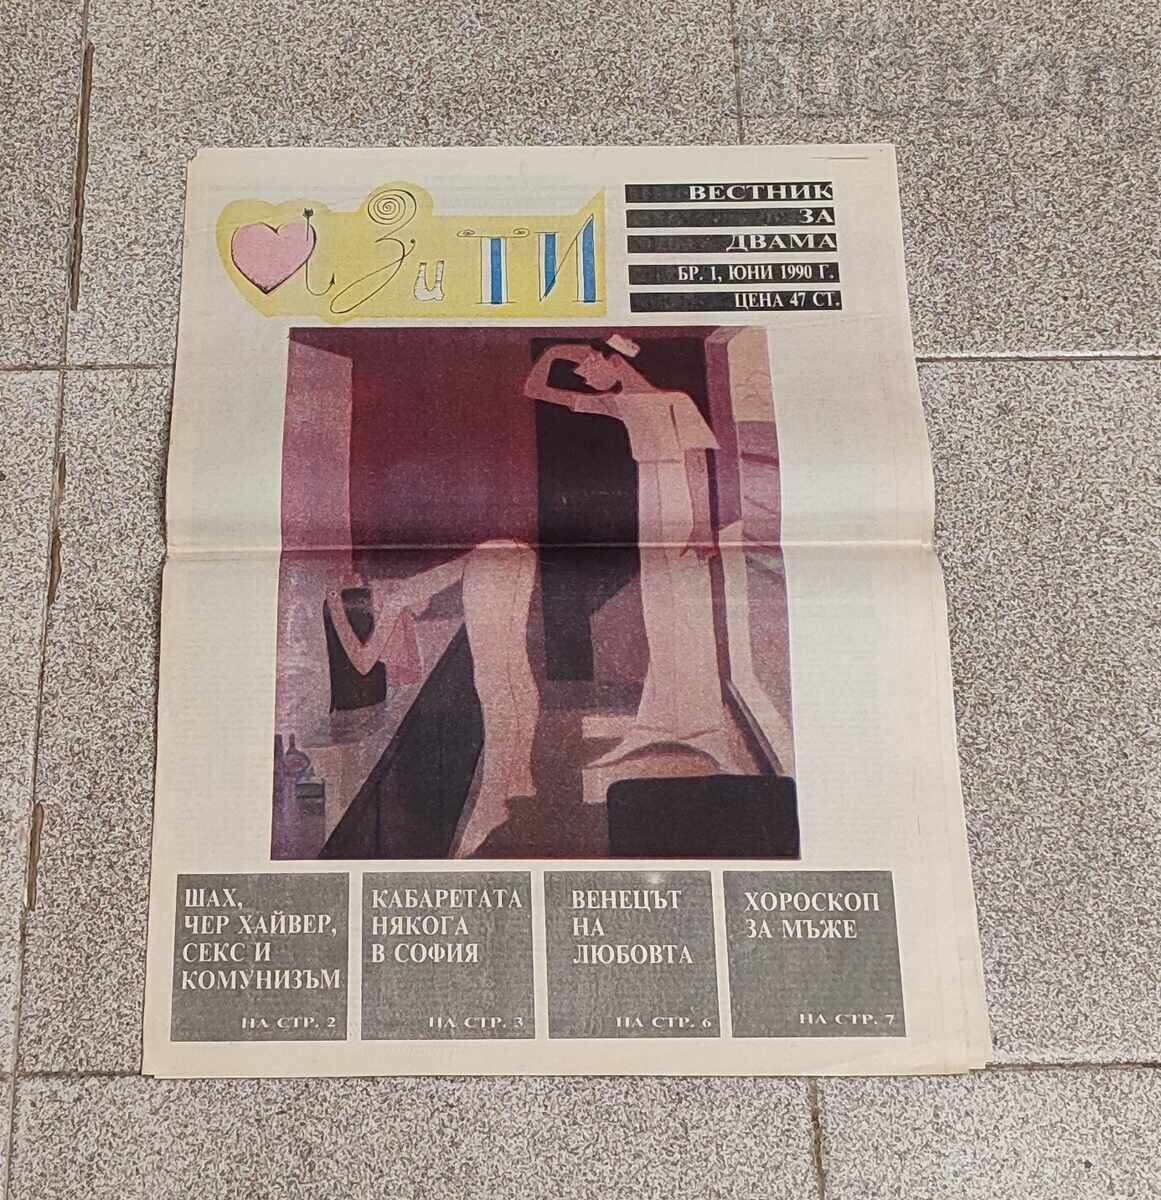 Аз и ТИ
ВЕСТНИК
ЗА
ДВАМА
БР. 1, ЮНИ 1990 Г.
ЦЕНА 47 СТ.
ШАХ,
ЧЕР ХАЙВЕР,
СЕКС И
КОМУНИЗЪМ
НА СТР. 2
КАБАРЕТАТА
НЯКОГА
В СОФИЯ
НА СТР. 3
ВЕНЕЦЪТ
НА
ЛЮБОВТА
НА СТР. 6
ХОРОСКОП
ЗА МЪЖЕ
НА СТР. 7